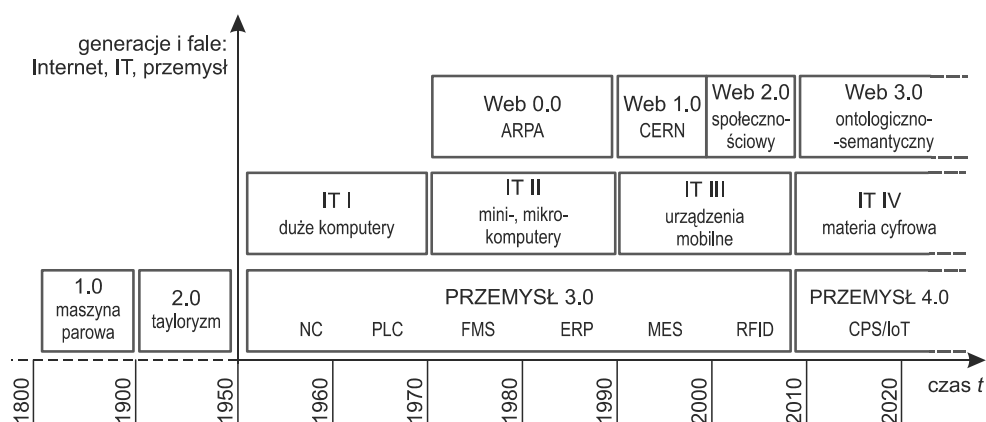 generacje i fale:
Internet, IT, przemysł
Web 0.0
ARPA
Web 1.0
CERN
Web 2.0
społeczno-
ściowy
Web 3.0
ontologiczno-
-semantyczny
IT I
duże komputery
IT II
mini-, mikro-
komputery
IT III
urządzenia
mobilne
IT IV
materia cyfrowa
1.0
maszyna
parowa
2.0
tayloryzm
PRZEMYSŁ 3.0
NC PLC FMS ERP MES RFID
PRZEMYSŁ 4.0
CPS/IoT
czas t
1800 1900 1950 1960 1970 1980 1990 2000 2010 2020